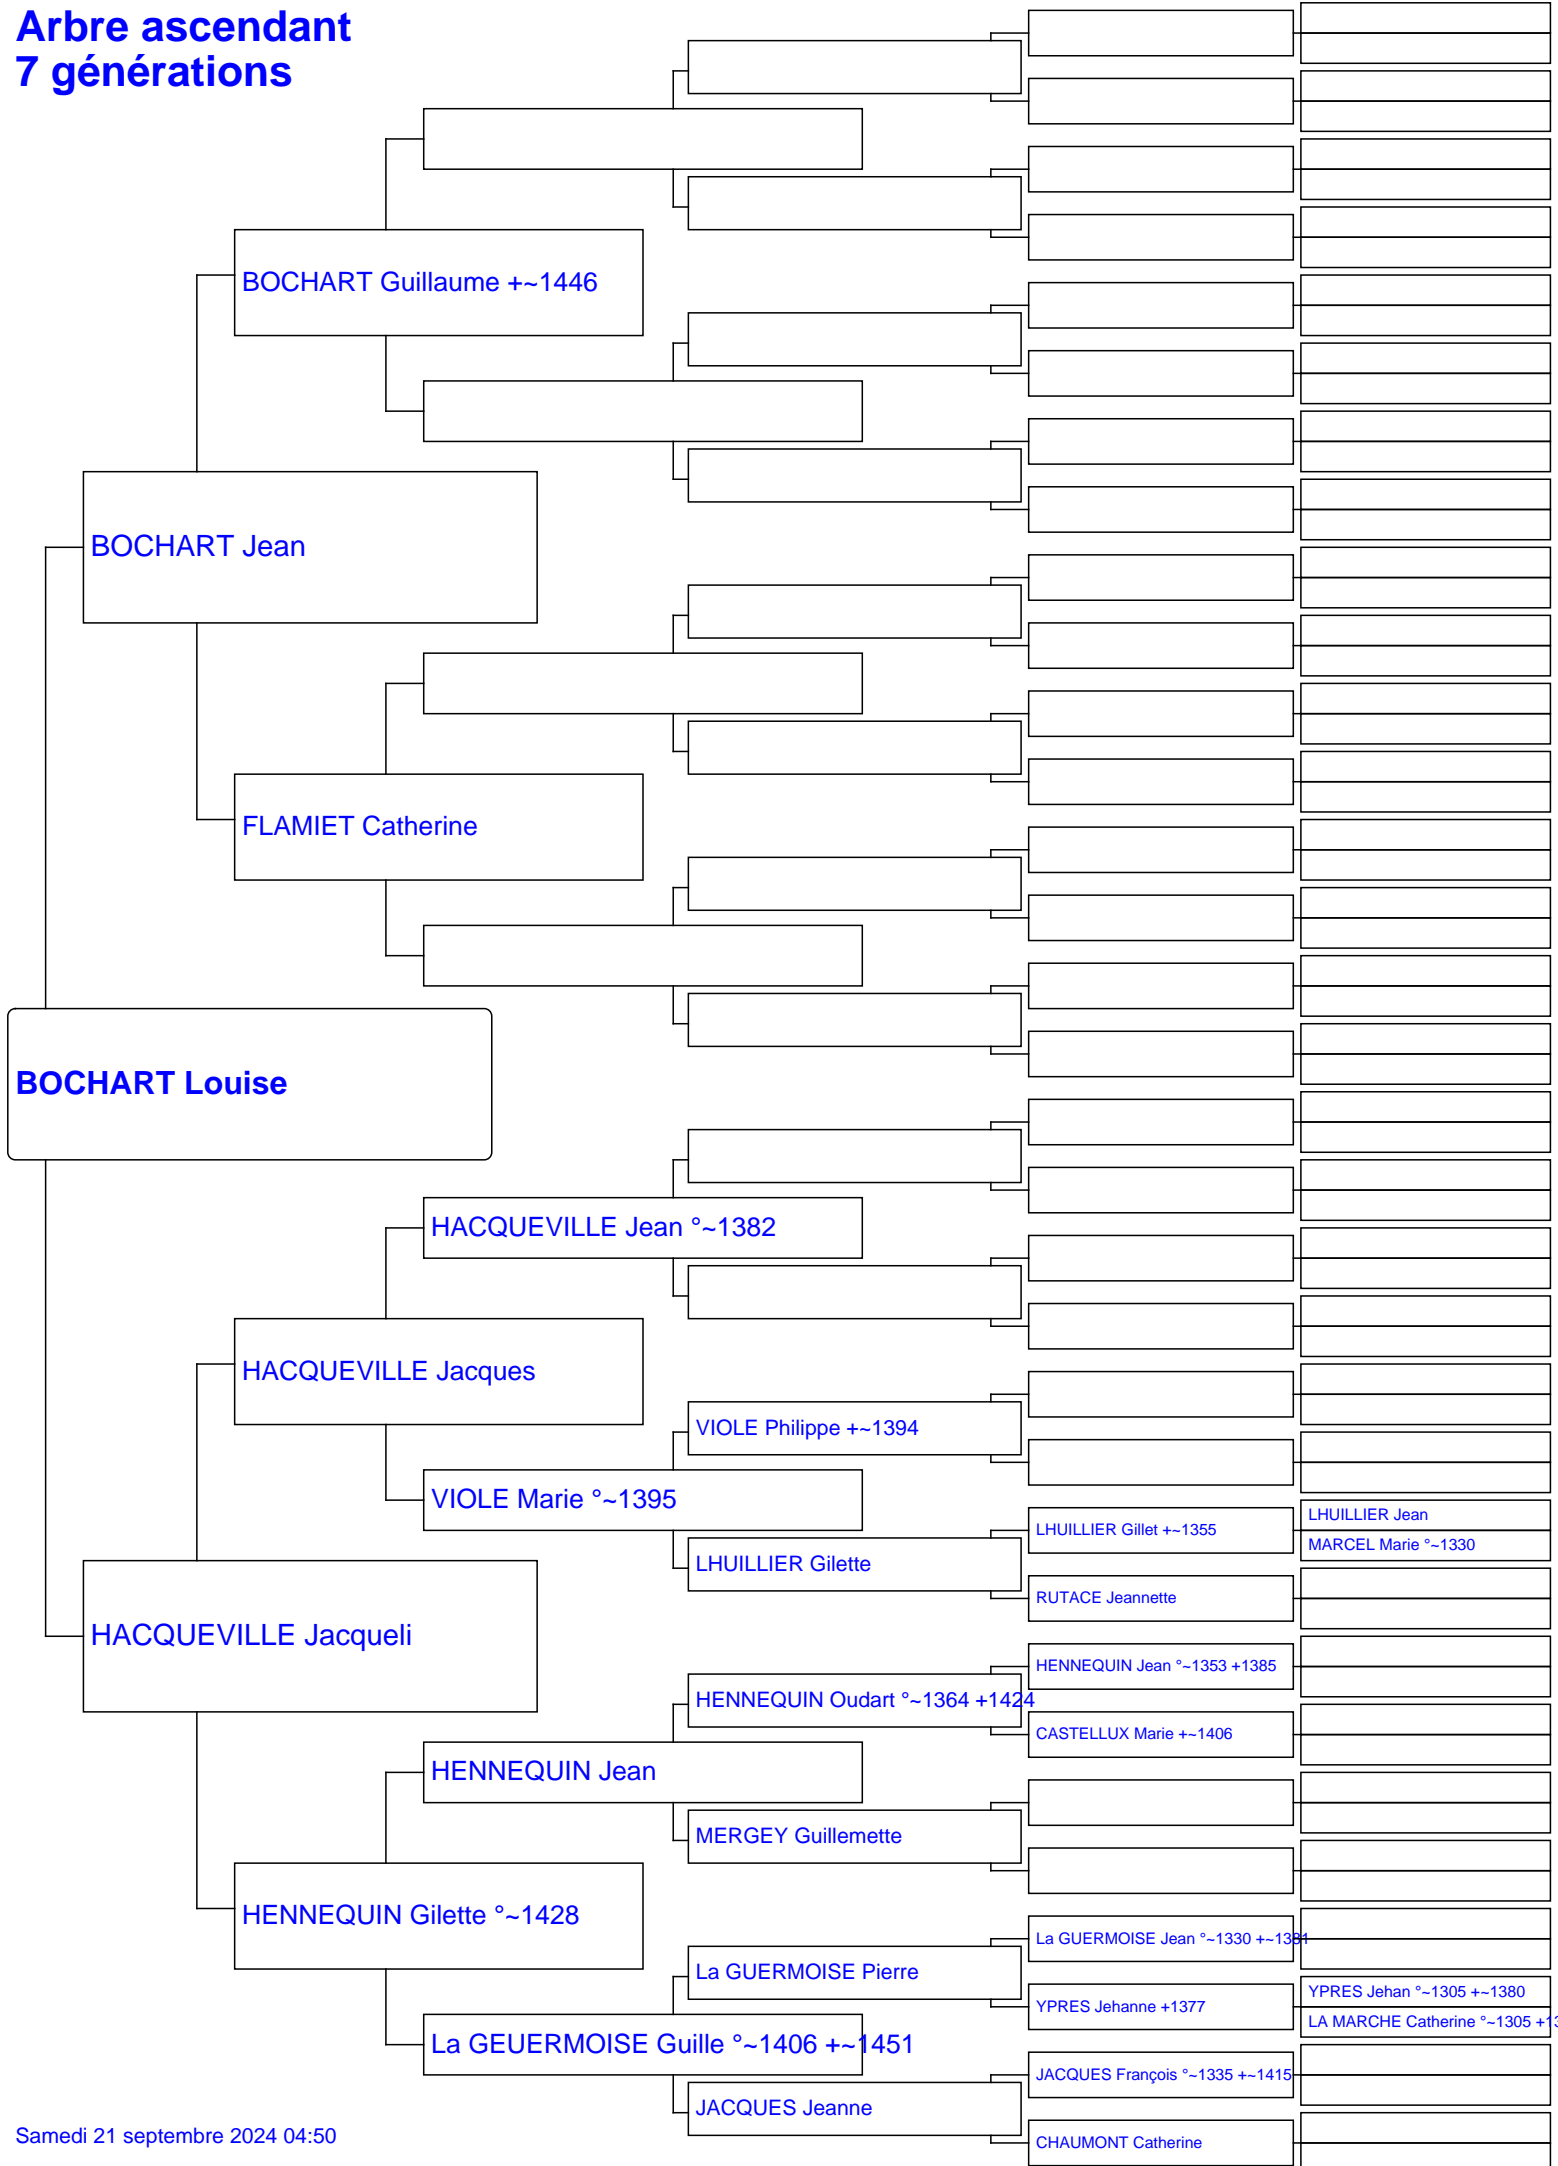 Arbre ascendant
7 générations
BOCHART Guillaume +~1446
BOCHART Jean
FLAMIET Catherine
BOCHART Louise
HACQUEVILLE Jean °~1382
HACQUEVILLE Jacques
VIOLE Philippe +~1394
VIOLE Marie °~1395
LHUILLIER Jean
LHUILLIER Gillet +~1355
MARCEL Marie °~1330
LHUILLIER Gilette
RUTACE Jeannette
HACQUEVILLE Jacqueli
HENNEQUIN Jean °~1353 +1385
HENNEQUIN Oudart °~1364 +1424
CASTELLUX Marie +~1406
HENNEQUIN Jean
MERGEY Guillemette
HENNEQUIN Gilette °~1428
La GUERMOISE Jean °~1330 +~1381
La GUERMOISE Pierre
YPRES Jehan °~1305 +~1380
YPRES Jehanne +1377
LA MARCHE Catherine °~1305 +13
La GEUERMOISE Guille °~1406 +~1451
JACQUES François °~1335 +~1415
JACQUES Jeanne
CHAUMONT Catherine
Samedi 21 septembre 2024 04:50